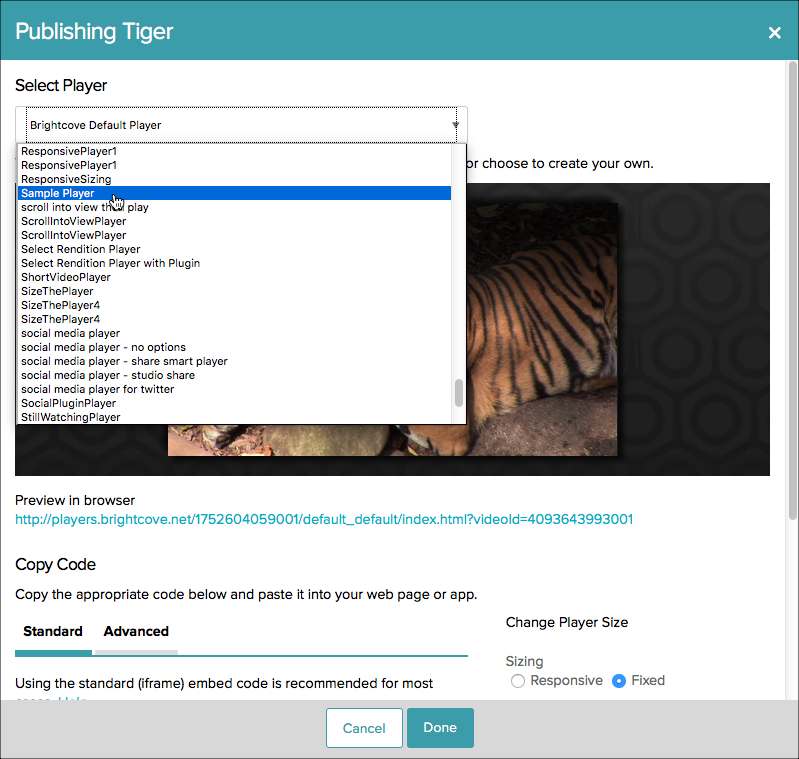 Publishing Tiger
×
Select Player
Brightcove Default Player
or choose to create your own.
ResponsivePlayer1
ResponsivePlayer1
ResponsiveSizing
Sample Player
scroll into view play
ScrollIntoViewPlayer
ScrollIntoViewPlayer
Select Rendition Player
Select Rendition Player with Plugin
ShortVideoPlayer
SizeThePlayer
SizeThePlayer4
SizeThePlayer4
social media player
social media player - no options
social media player - share smart player
social media player - studio share
social media player for twitter
SocialPluginPlayer
StillWatchingPlayer
Preview in browser
http://players.brightcove.net/1752604059001/default_default/index.html?videoId=4093643993001
Copy Code
Copy the appropriate code below and paste it into your web page or app.
Standard Advanced
Using the standard (iframe) embed code is recommended for most
Change Player Size
Sizing
Responsive Fixed
Cancel Done